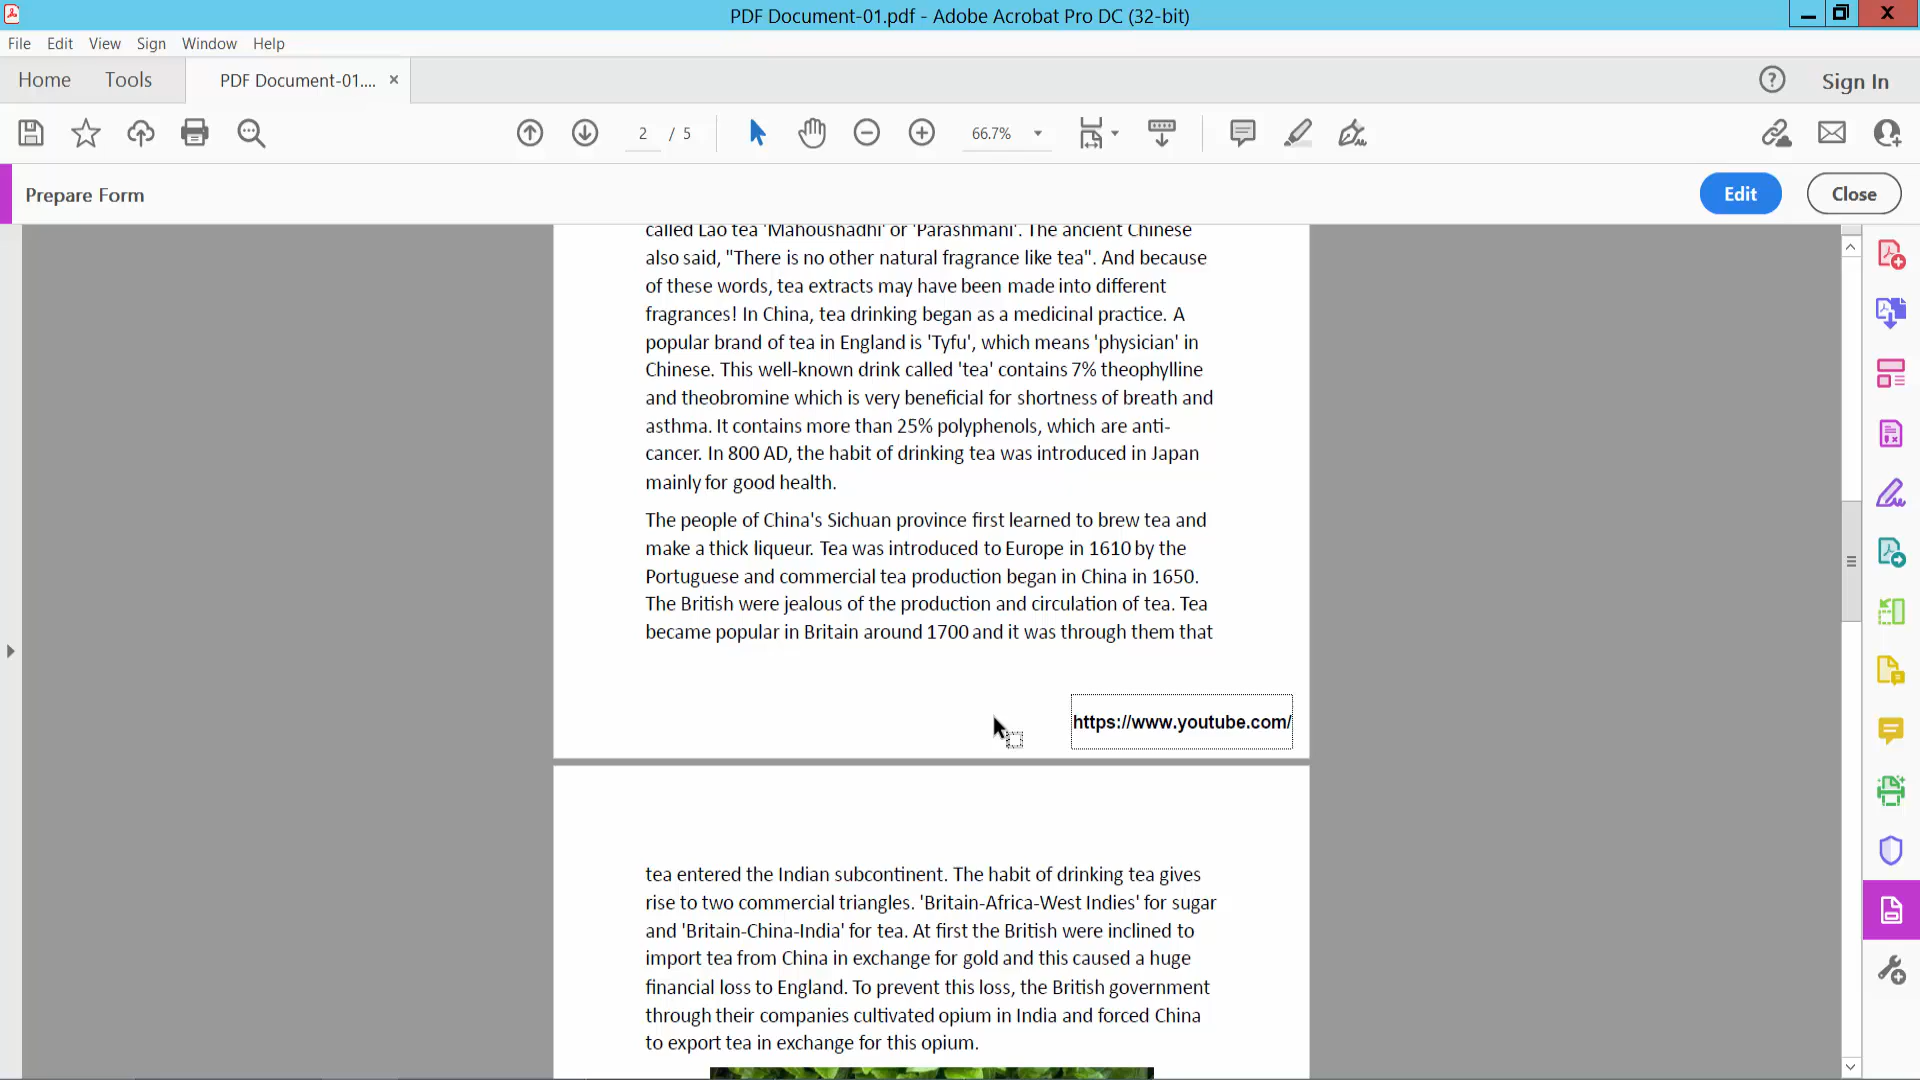 PDF Document-01.pdf - Adobe Acrobat Pro DC (32-bit)
File Edit View Sign Window Help
Home Tools PDF Document-01.... × Sign In
2 / 5 66.7%
Prepare Form Edit Close
called Lao tea 'Mahoushadhi' or 'Parashmani'. The ancient Chinese
also said, "There is no other natural fragrance like tea". And because
of these words, tea extracts may have been made into different
fragrances! In China, tea drinking began as a medicinal practice. A
popular brand of tea in England is 'Tyfu', which means 'physician' in
Chinese. This well-known drink called 'tea' contains 7% theophylline
and theobromine which is very beneficial for shortness of breath and
asthma. It contains more than 25% polyphenols, which are anti-
cancer. In 800 AD, the habit of drinking tea was introduced in Japan
mainly for good health.
The people of China's Sichuan province first learned to brew tea and
make a thick liqueur. Tea was introduced to Europe in 1610 by the
Portuguese and commercial tea production began in China in 1650.
The British were jealous of the production and circulation of tea. Tea
became popular in Britain around 1700 and it was through them that
https://www.youtube.com/
tea entered the Indian subcontinent. The habit of drinking tea gives
rise to two commercial triangles. 'Britain-Africa-West Indies' for sugar
and 'Britain-China-India' for tea. At first the British were inclined to
import tea from China in exchange for gold and this caused a huge
financial loss to England. To prevent this loss, the British government
through their companies cultivated opium in India and forced China
to export tea in exchange for this opium.